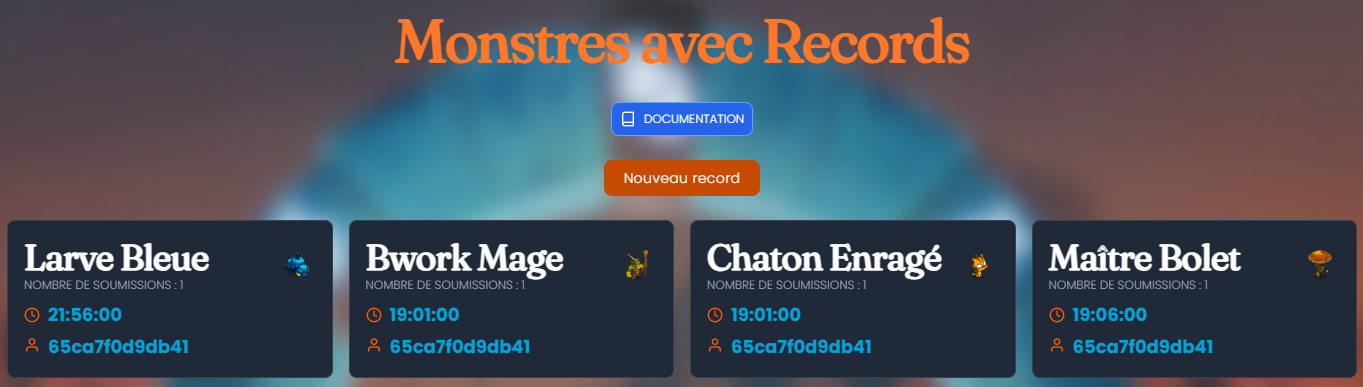 Monstres avec Records
DOCUMENTATION
Nouveau record
Larve Bleue
NOMBRE DE SOUMISSIONS : 1
21:56:00
65ca7f0d9db41
Bwork Mage
NOMBRE DE SOUMISSIONS : 1
19:01:00
65ca7f0d9db41
Chaton Enragé
NOMBRE DE SOUMISSIONS : 1
19:01:00
65ca7f0d9db41
Maître Bolet
NOMBRE DE SOUMISSIONS : 1
19:06:00
65ca7f0d9db41